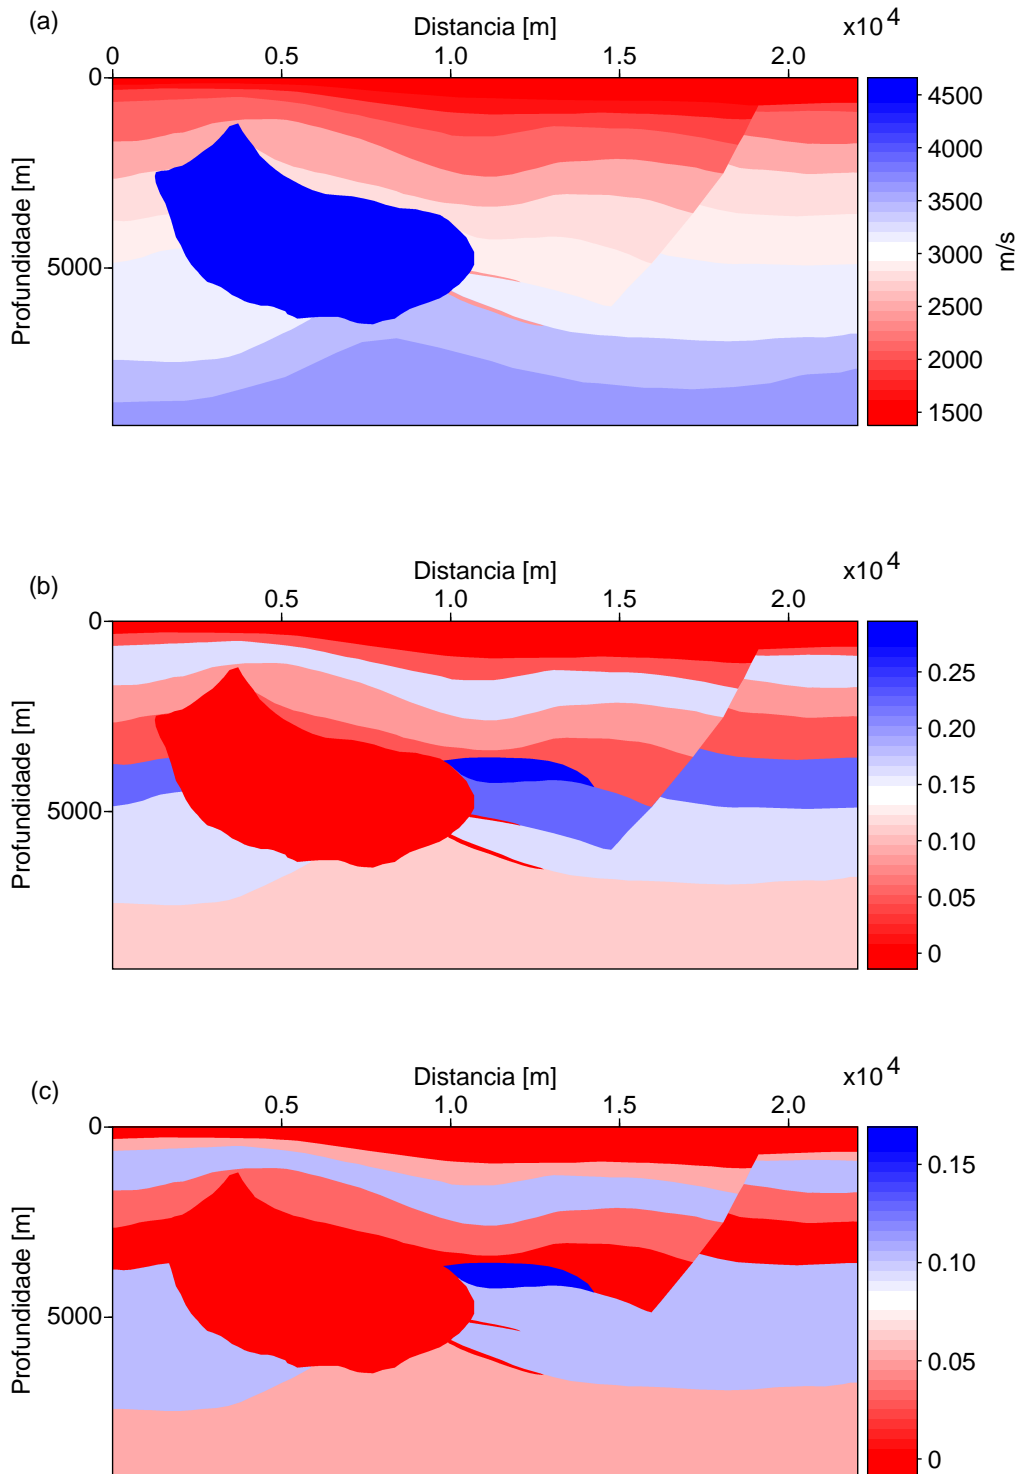 (a)
Distancia [m]
x10 4
0 0.5 1.0 1.5 2.0
0
5000
Profundidade [m]
4500
4000
3500
3000
2500
2000
1500
m/s
(b)
Distancia [m]
x10 4
0.5 1.0 1.5 2.0
0
5000
Profundidade [m]
0.25
0.20
0.15
0.10
0.05
0
(c)
Distancia [m]
x10 4
0.5 1.0 1.5 2.0
0
5000
Profundidade [m]
0.15
0.10
0.05
0